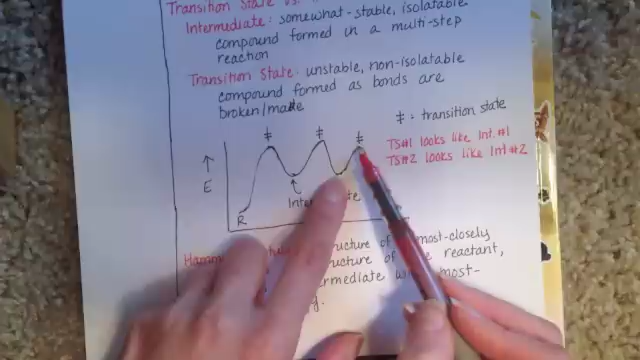 Transition State vs.
Intermediate: somewhat-stable, isolatable
compound formed in a multi-step
reaction
Transition State: unstable, non-isolatable
compound formed as bonds are
broken/made
‡ = transition state
‡ ‡ ‡
TS#1 looks like Int. #1
TS#2 looks like Int #2
↑
E
R
structure of most-closely
structure of reactant,
most-